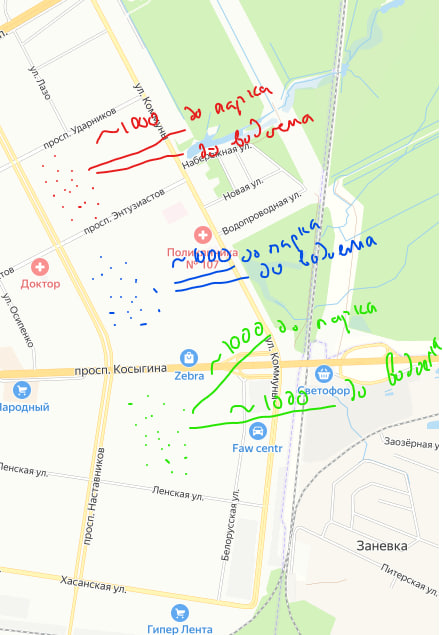 ул. Лазо
ул. Коммуны
просп. Ударников
~1000 до парка
до водоема
Набережная ул.
Новая ул.
просп. Энтузиастов
Водопроводная ул.
Поликлиника
№ 107
~1000 до парка
до водоема
Доктор
ул. Осипенко
тов
~1000 до парка
ул. Коммуны
просп. Косыгина
Zebra
Светофор
Народный
~1000 до водоема
Faw centr
Заозёрная ул.
просп. Наставников
Ленская ул.
Ленская ул.
Белорусская ул.
Заневка
Питерская ул.
Хасанская ул.
Гипер Лента